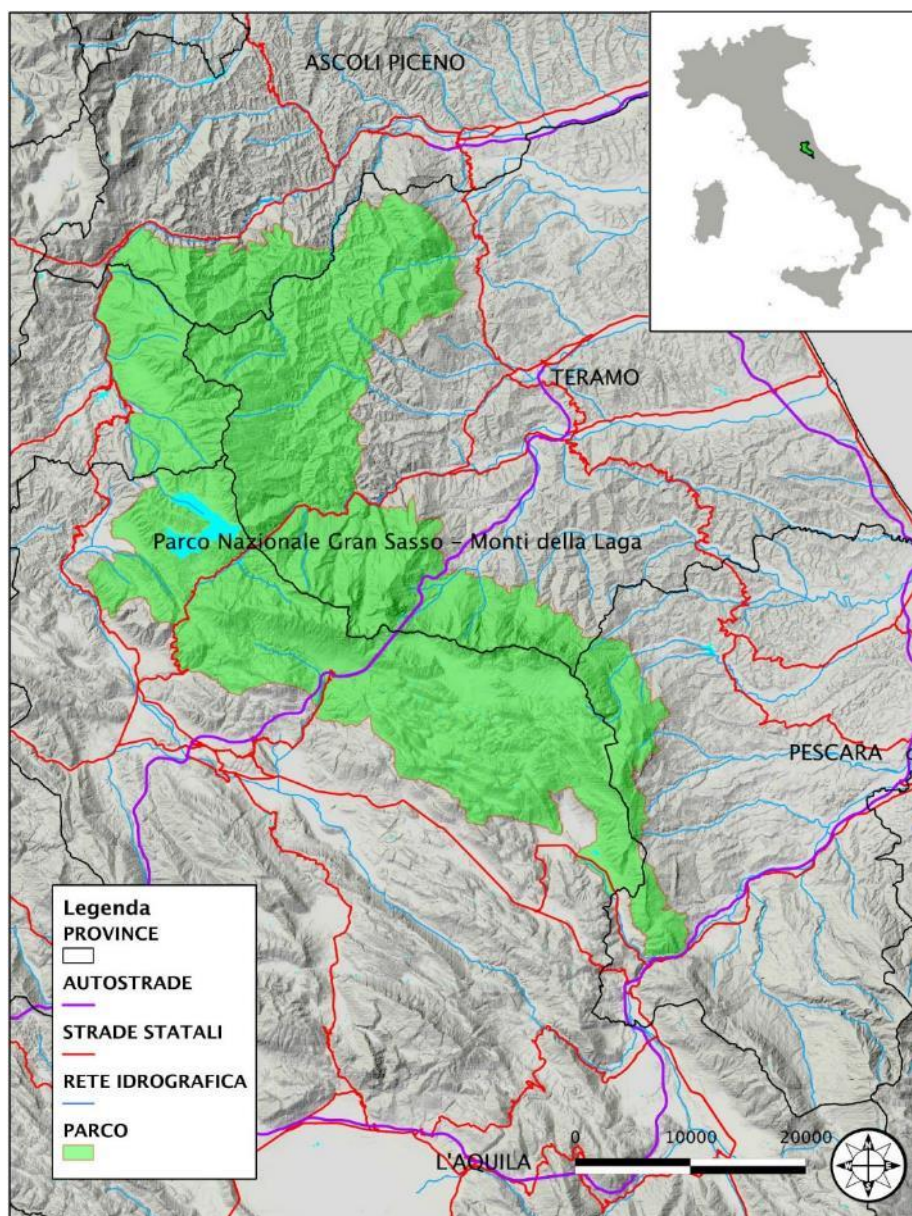 ASCOLI PICENO
TERAMO
Parco Nazionale Gran Sasso – Monti della Laga
PESCARA
Legenda
PROVINCE
AUTOSTRADE
STRADE STATALI
RETE IDROGRAFICA
PARCO
0 10000 20000
L'AQUILA
N
W E
S